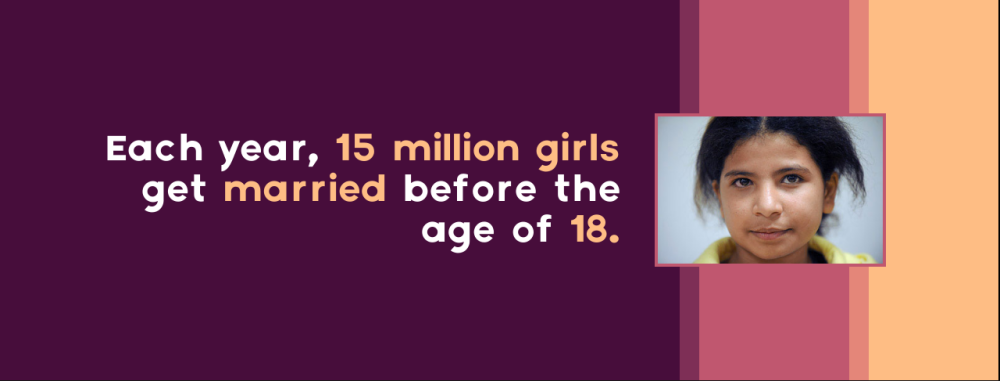 Each year, 15 million girls
get married before the
age of 18.